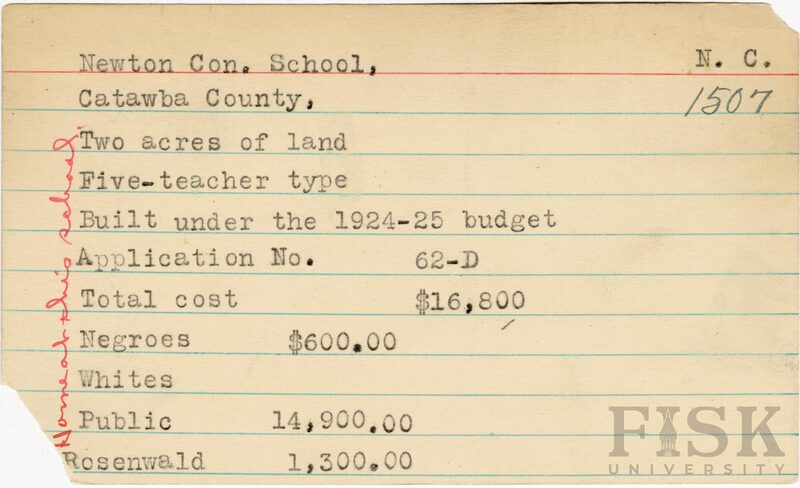 Newton Con. School, N. C.
Catawba County, 1507
Two acres of land
Five-teacher type
Built under the 1924-25 budget
Application No. 62-D
Total cost $16,800
Negroes $600.00
Whites
Public 14,900.00
Rosenwald 1,300.00
Home at this school
FISK
UNIVERSITY